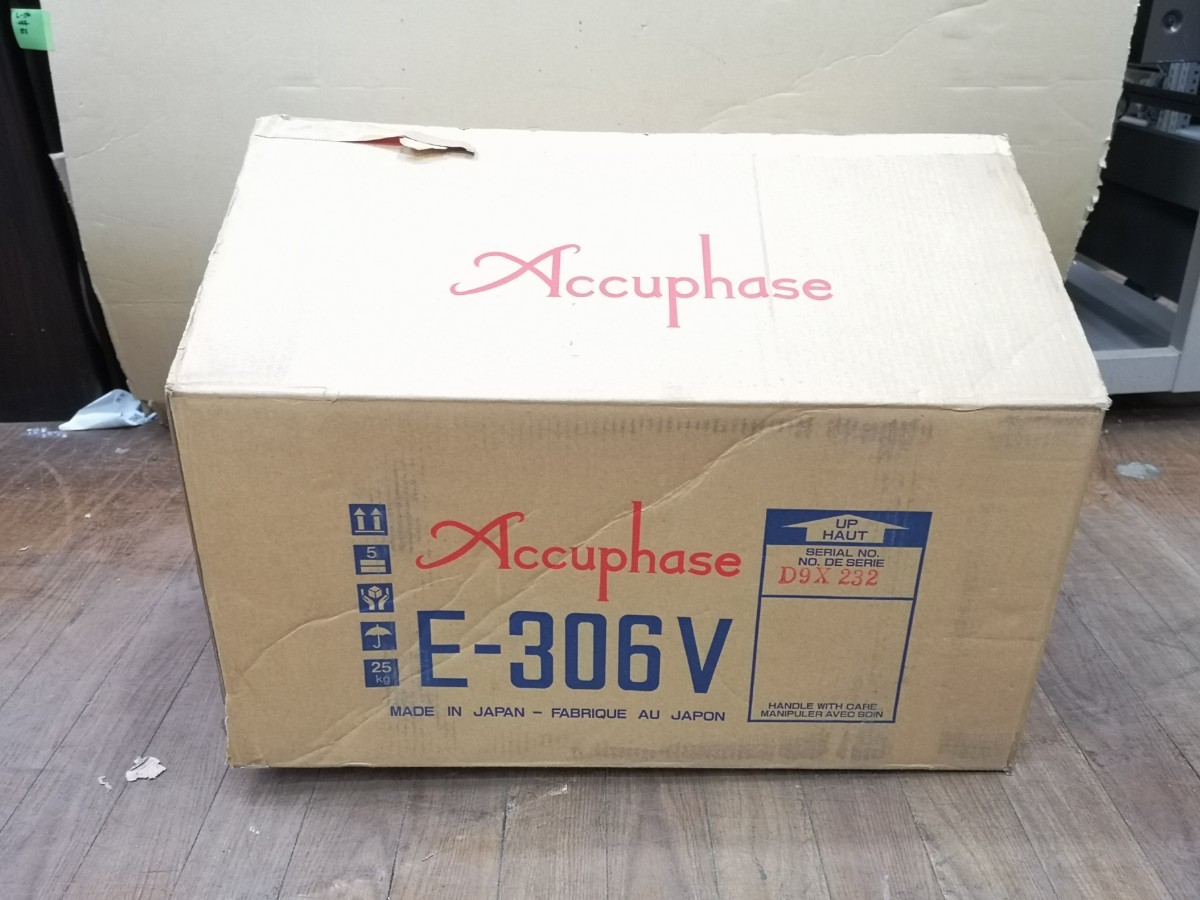 Accuphase
Accuphase
E-306V
MADE IN JAPAN – FABRIQUE AU JAPON
5
25
kg
UP
HAUT
SERIAL NO.
NO. DE SERIE
D9X 232
HANDLE WITH CARE
MANIPULER AVEC SOIN